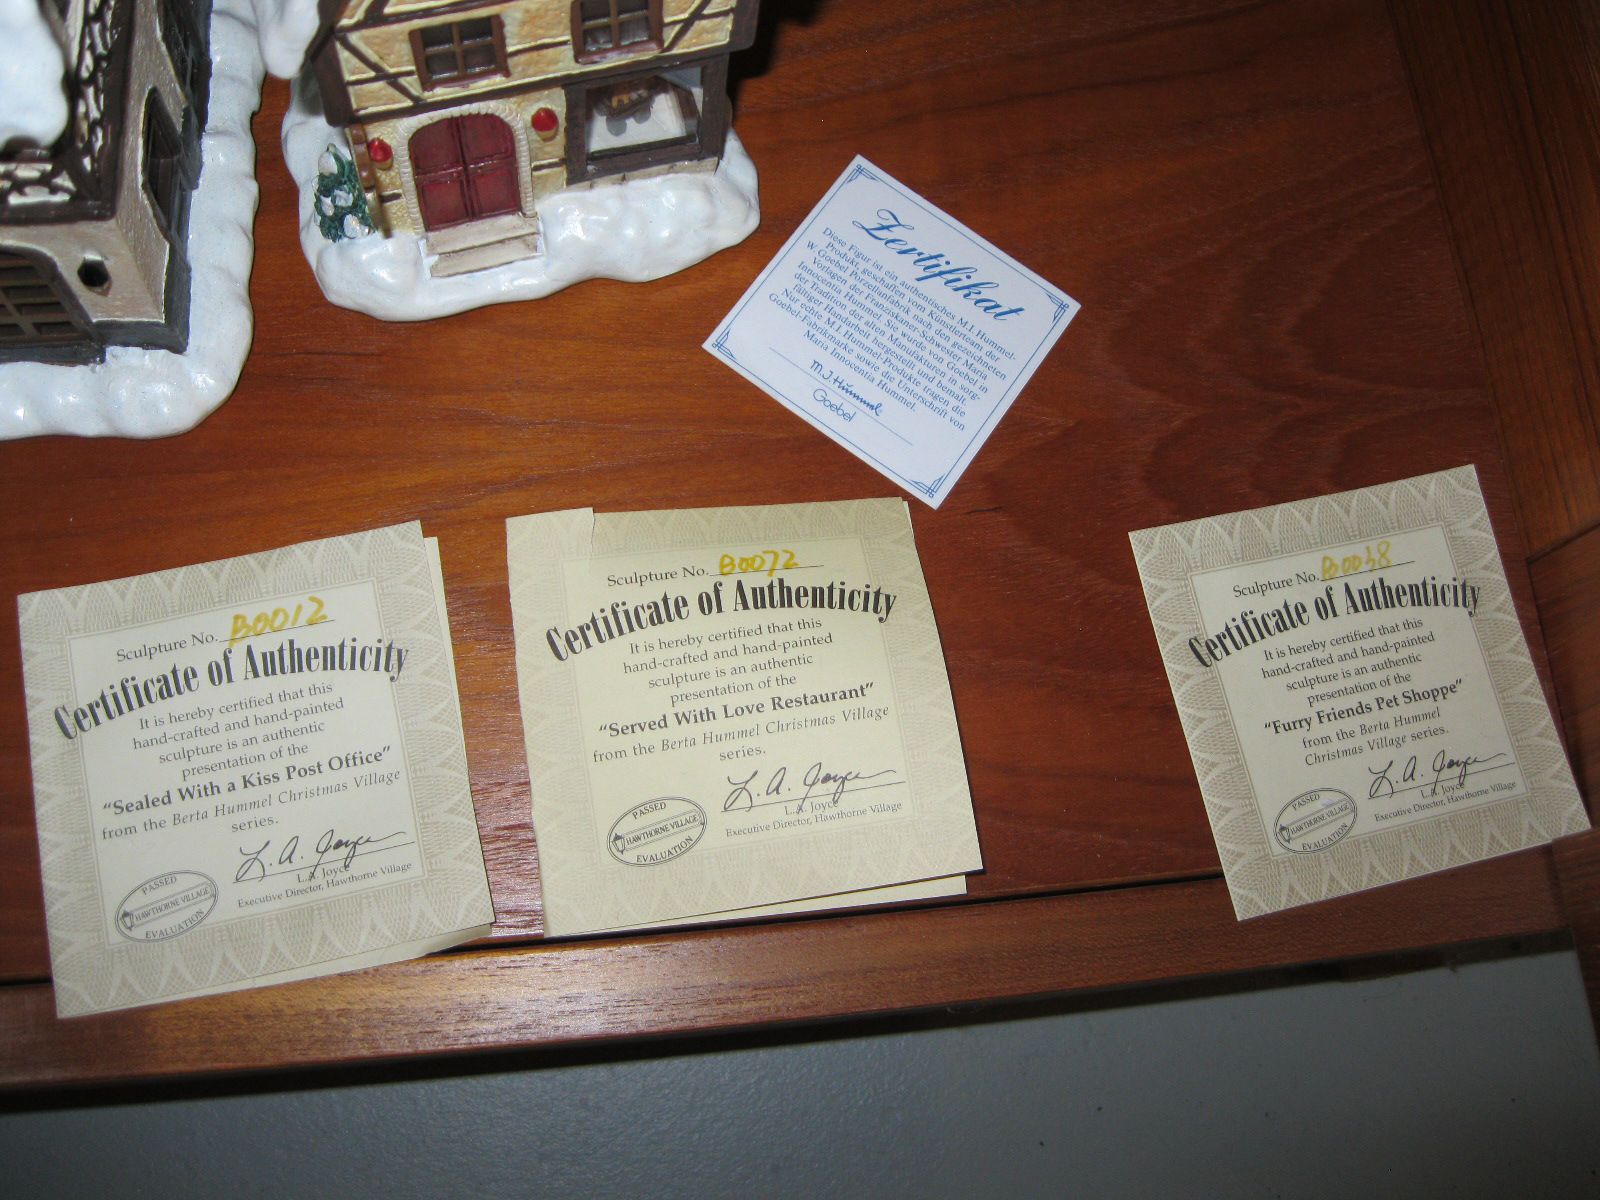 Zertifikat
Diese Figur ist ein authentisches M.I. Hummel-
Produkt, geschaffen vom Künstlerteam der
W. Goebel Porzellanfabrik nach den gezeichneten
Vorlagen der Franziskaner-Schwester Maria
Innocentia Hummel. Sie wurde von Goebel in
der Tradition der alten Manufakturen in sorg-
fältiger Handarbeit hergestellt und bemalt.
Nur echte M.I. Hummel-Produkte tragen die
Goebel-Fabrikmarke sowie die Unterschrift von
Maria Innocentia Hummel.
M.I. Hummel
Goebel
Sculpture No. B0012
Certificate of Authenticity
It is hereby certified that this
hand-crafted and hand-painted
sculpture is an authentic
presentation of the
“Sealed With a Kiss Post Office”
from the Berta Hummel Christmas Village
series.
L. A. Joyce
L.A. Joyce
Executive Director, Hawthorne Village
PASSED
HAWTHORNE VILLAGE
EVALUATION
Sculpture No. B0072
Certificate of Authenticity
It is hereby certified that this
hand-crafted and hand-painted
sculpture is an authentic
presentation of the
“Served With Love Restaurant”
from the Berta Hummel Christmas Village
series.
L. A. Joyce
L.A. Joyce
Executive Director, Hawthorne Village
PASSED
HAWTHORNE VILLAGE
EVALUATION
Sculpture No.
Certificate of Authenticity
It is hereby certified that this
hand-crafted and hand-painted
sculpture is an authentic
presentation of the
“Furry Friends Pet Shoppe”
from the Berta Hummel
Christmas Village series.
L. A. Joyce
L.A. Joyce
Executive Director, Hawthorne Village
PASSED
HAWTHORNE VILLAGE
EVALUATION